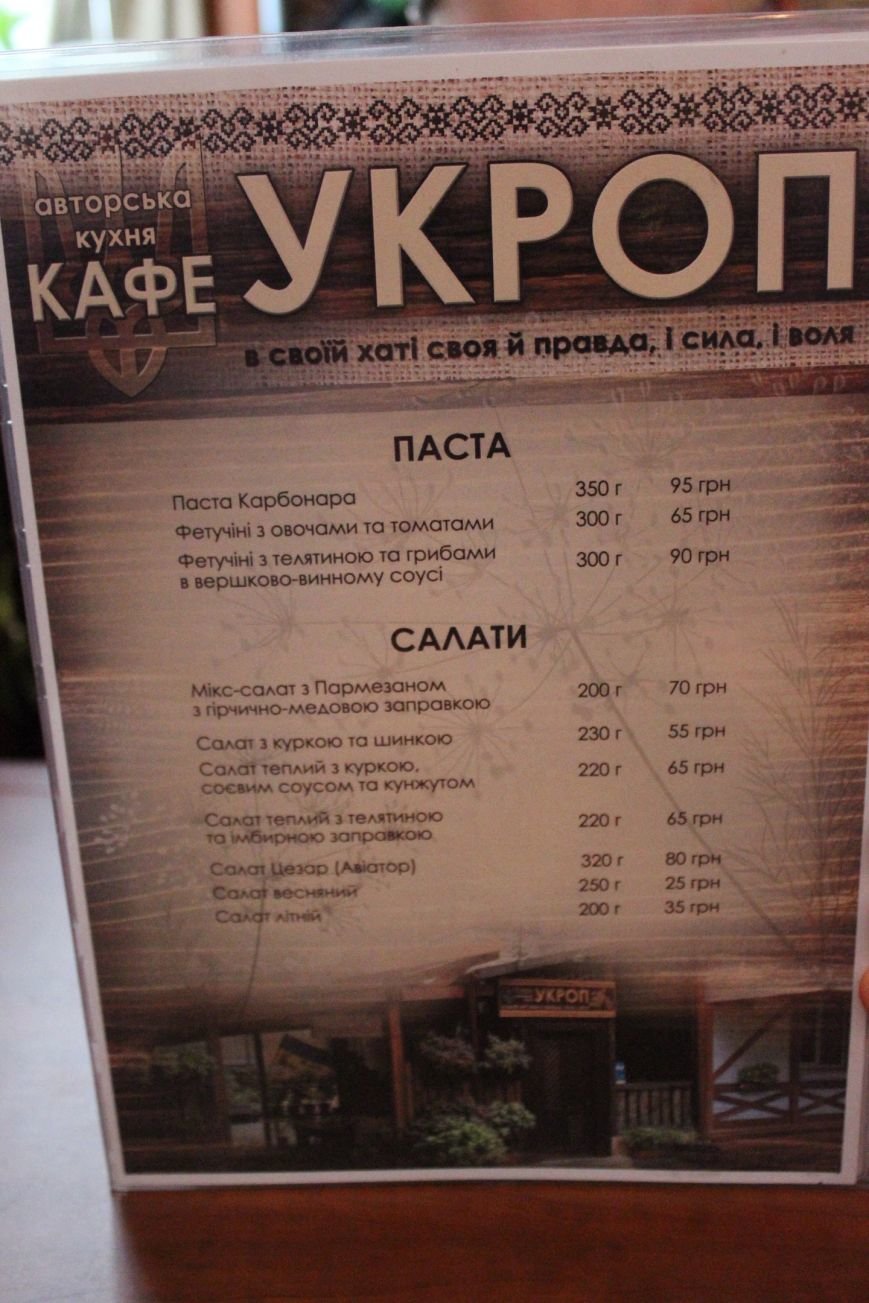 авторська
кухня
КАФЕ
УКРОП
в своїй хаті своя й правда, і сила, і воля
ПАСТА
Паста Карбонара 350 г 95 грн
Фетучіні з овочами та томатами 300 г 65 грн
Фетучіні з телятиною та грибами 300 г 90 грн
в вершково-винному соусі
САЛАТИ
Мікс-салат з Пармезаном 200 г 70 грн
з гірчично-медовою заправкою
Салат з куркою та шинкою 230 г 55 грн
Салат теплий з куркою, 220 г 65 грн
соєвим соусом та кунжутом
Салат теплий з телятиною 220 г 65 грн
та імбирною заправкою
Салат Цезар (Авіатор) 320 г 80 грн
Салат весняний 250 г 25 грн
Салат літній 200 г 35 грн
УКРОП